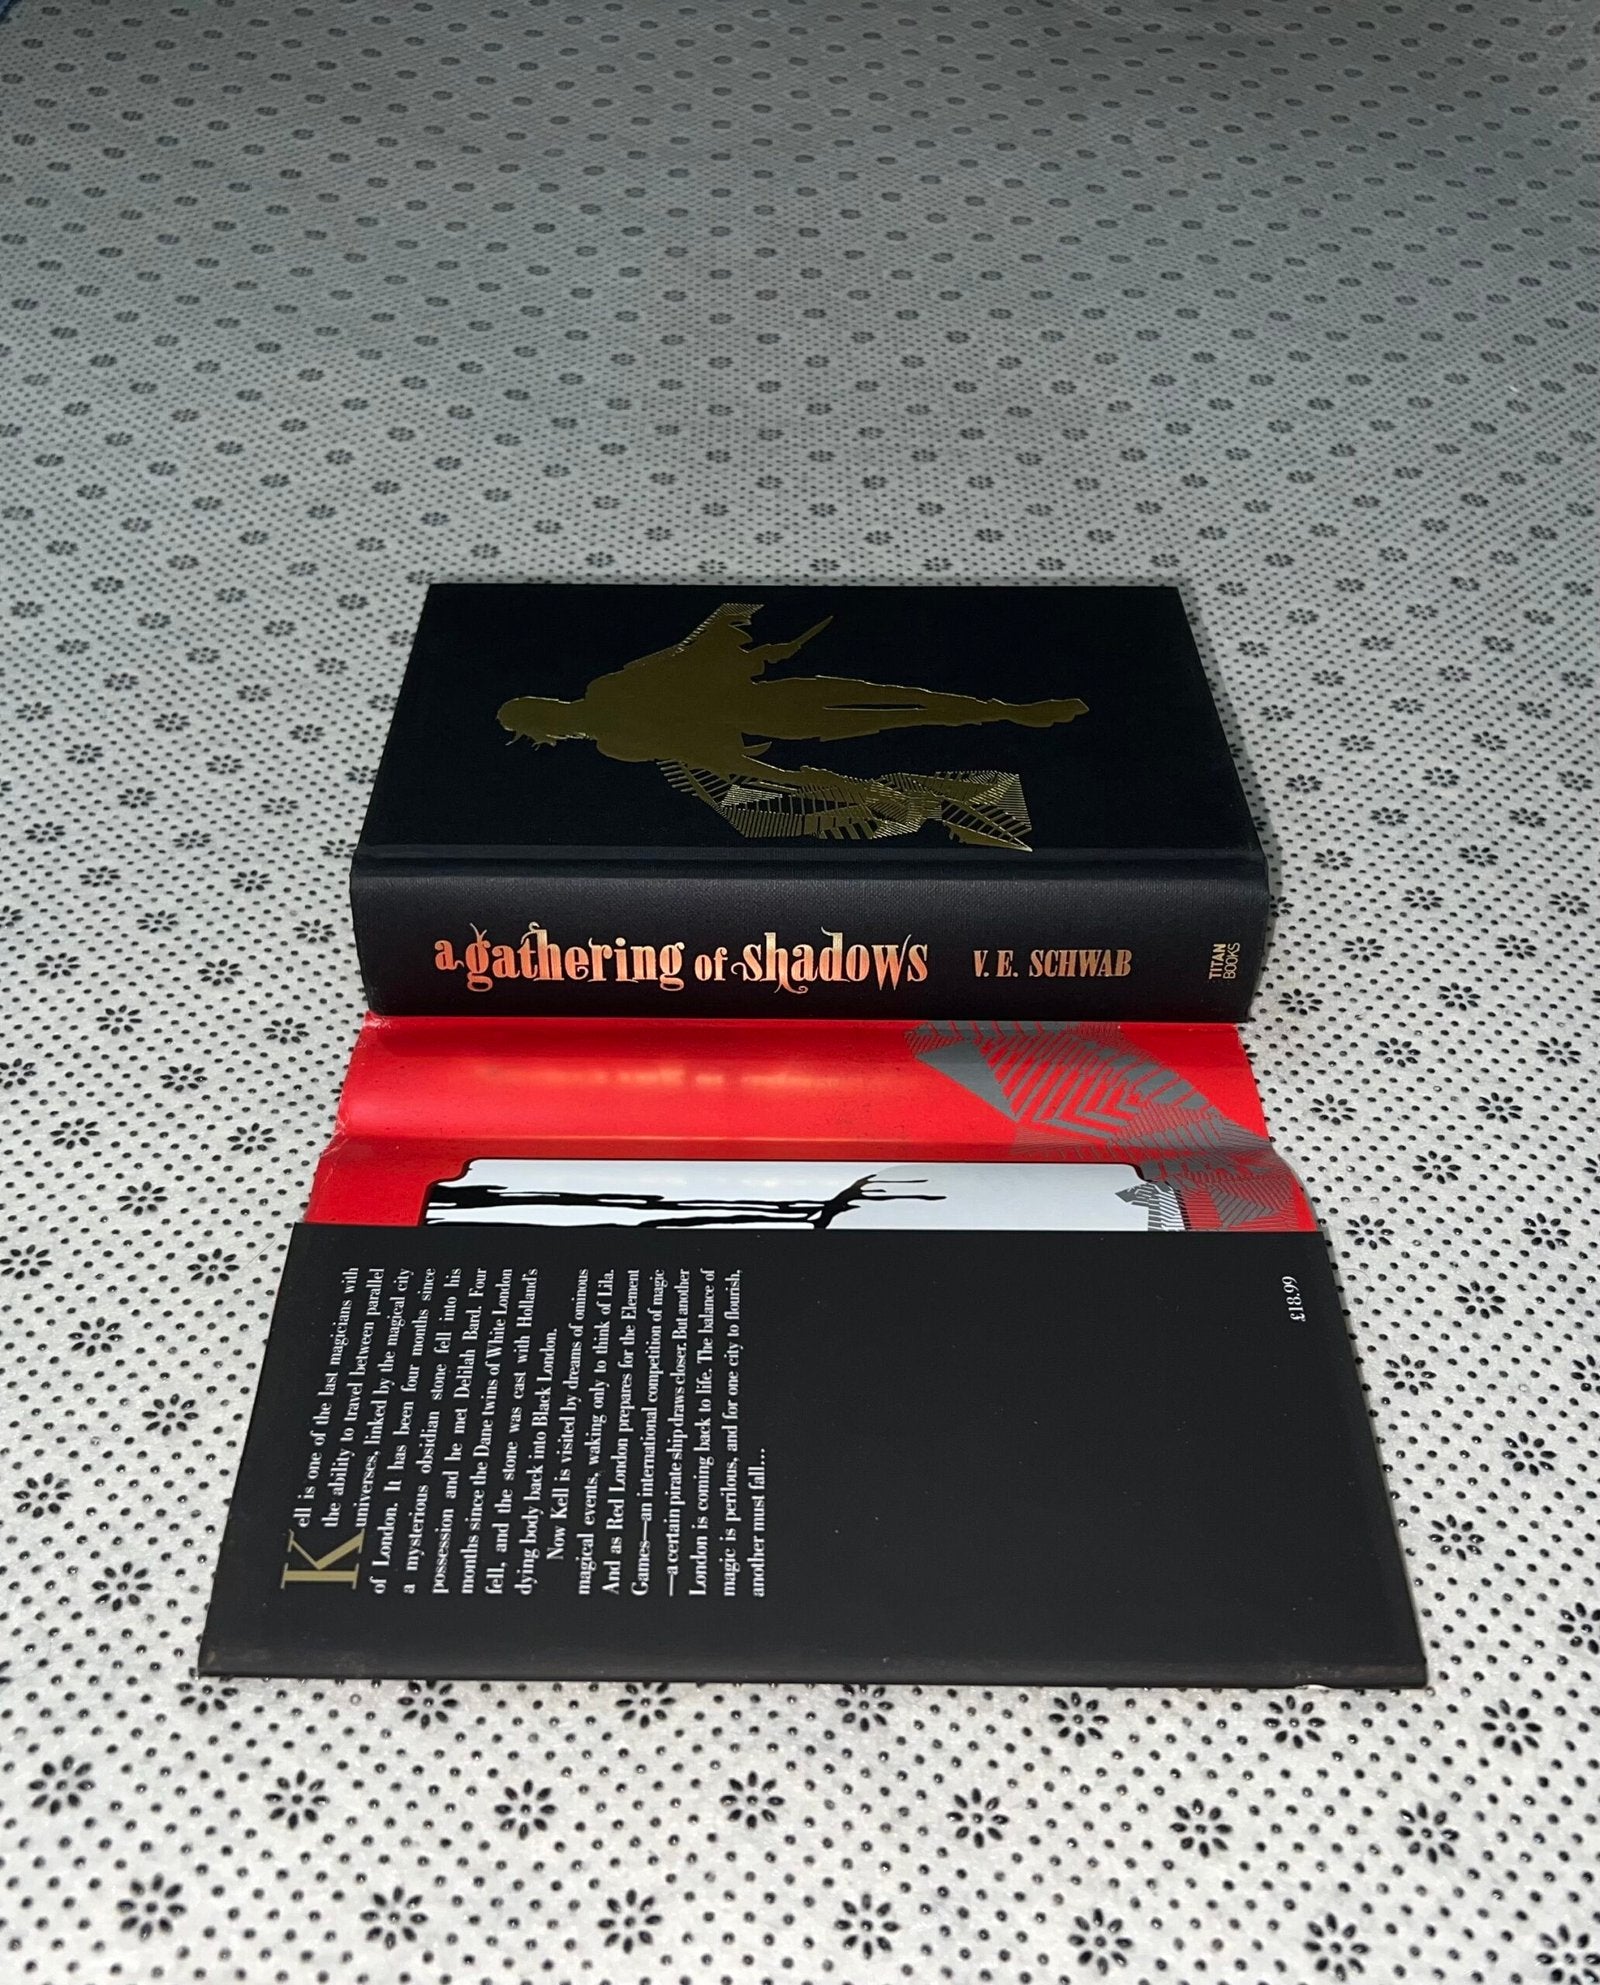 a gathering of shadows
V. E. SCHWAB
TITAN
BOOKS
Kell is one of the last magicians with
the ability to travel between parallel
universes, linked by the magical city
of London. It has been four months since
a mysterious obsidian stone fell into his
possession and he met Delilah Bard. Four
months since the Dane twins of White London
fell, and the stone was cast with Holland's
dying body back into Black London.
Now Kell is visited by dreams of ominous
magical events, waking only to think of Lila.
And as Red London prepares for the Element
Games—an international competition of magic
—a certain pirate ship draws closer. But another
London is coming back to life. The balance of
magic is perilous, and for one city to flourish,
another must fall...
£18.99